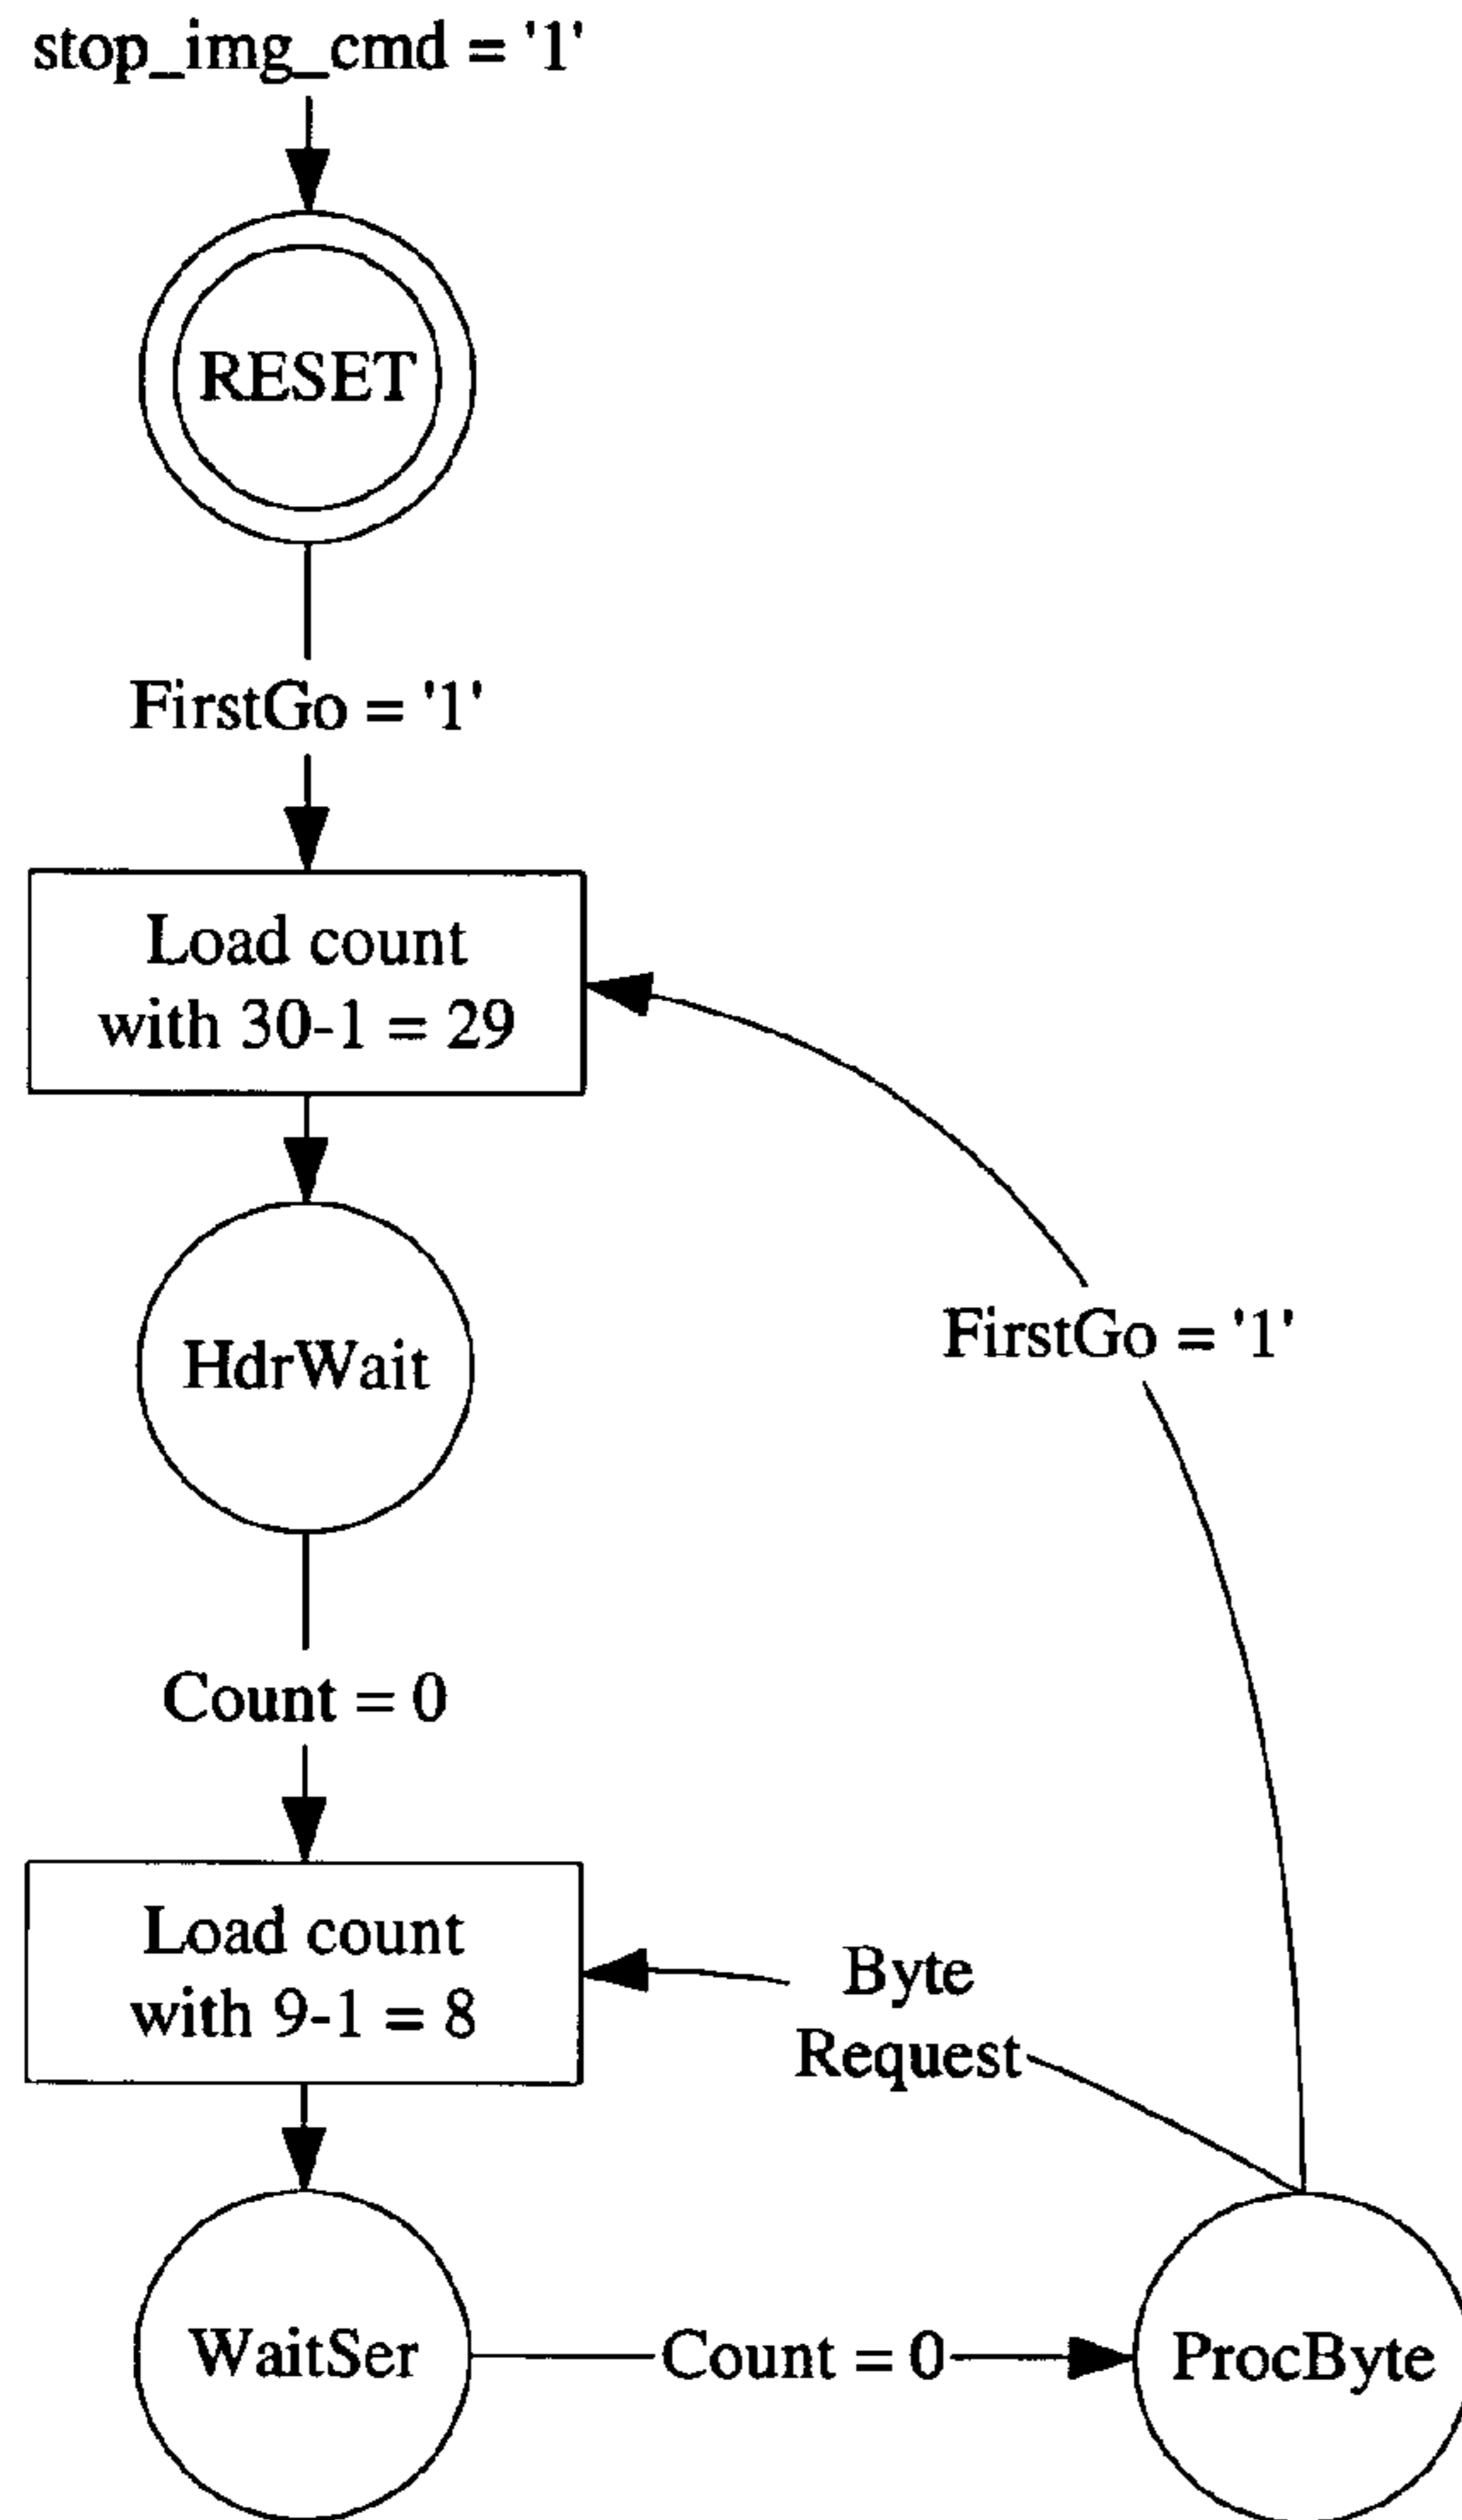 stop_img_cmd = '1'
RESET
FirstGo = '1'
Load count
with 30-1 = 29
HdrWait
FirstGo = '1'
Count = 0
Load count
with 9-1 = 8
Byte
Request
WaitSer
Count = 0
ProcByte